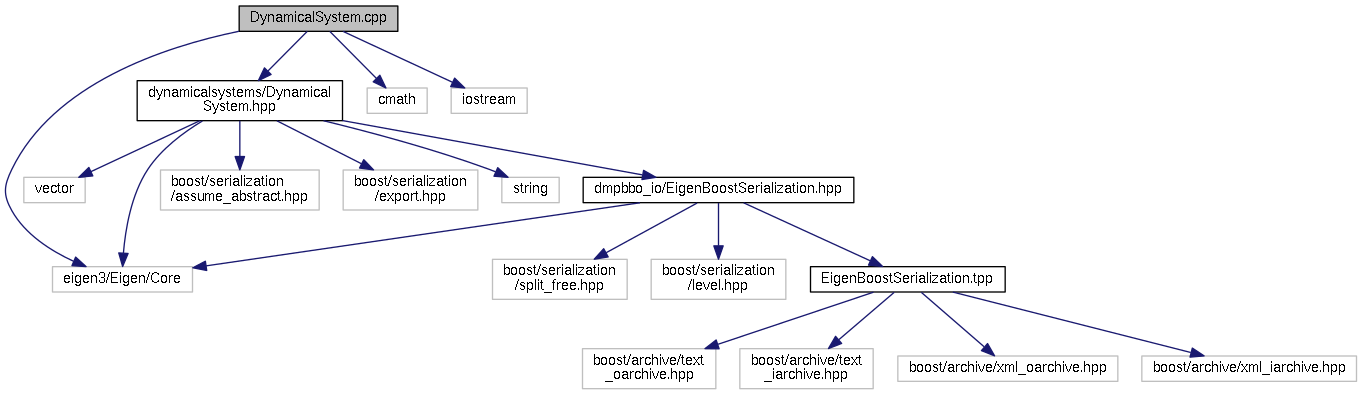 DynamicalSystem.cpp
dynamicalsystems/Dynamical
System.hpp
cmath
iostream
vector
boost/serialization
/assume_abstract.hpp
boost/serialization
/export.hpp
string
dmpbbo_io/EigenBoostSerialization.hpp
eigen3/Eigen/Core
boost/serialization
/split_free.hpp
boost/serialization
/level.hpp
EigenBoostSerialization.tpp
boost/archive/text
_oarchive.hpp
boost/archive/text
_iarchive.hpp
boost/archive/xml_oarchive.hpp
boost/archive/xml_iarchive.hpp